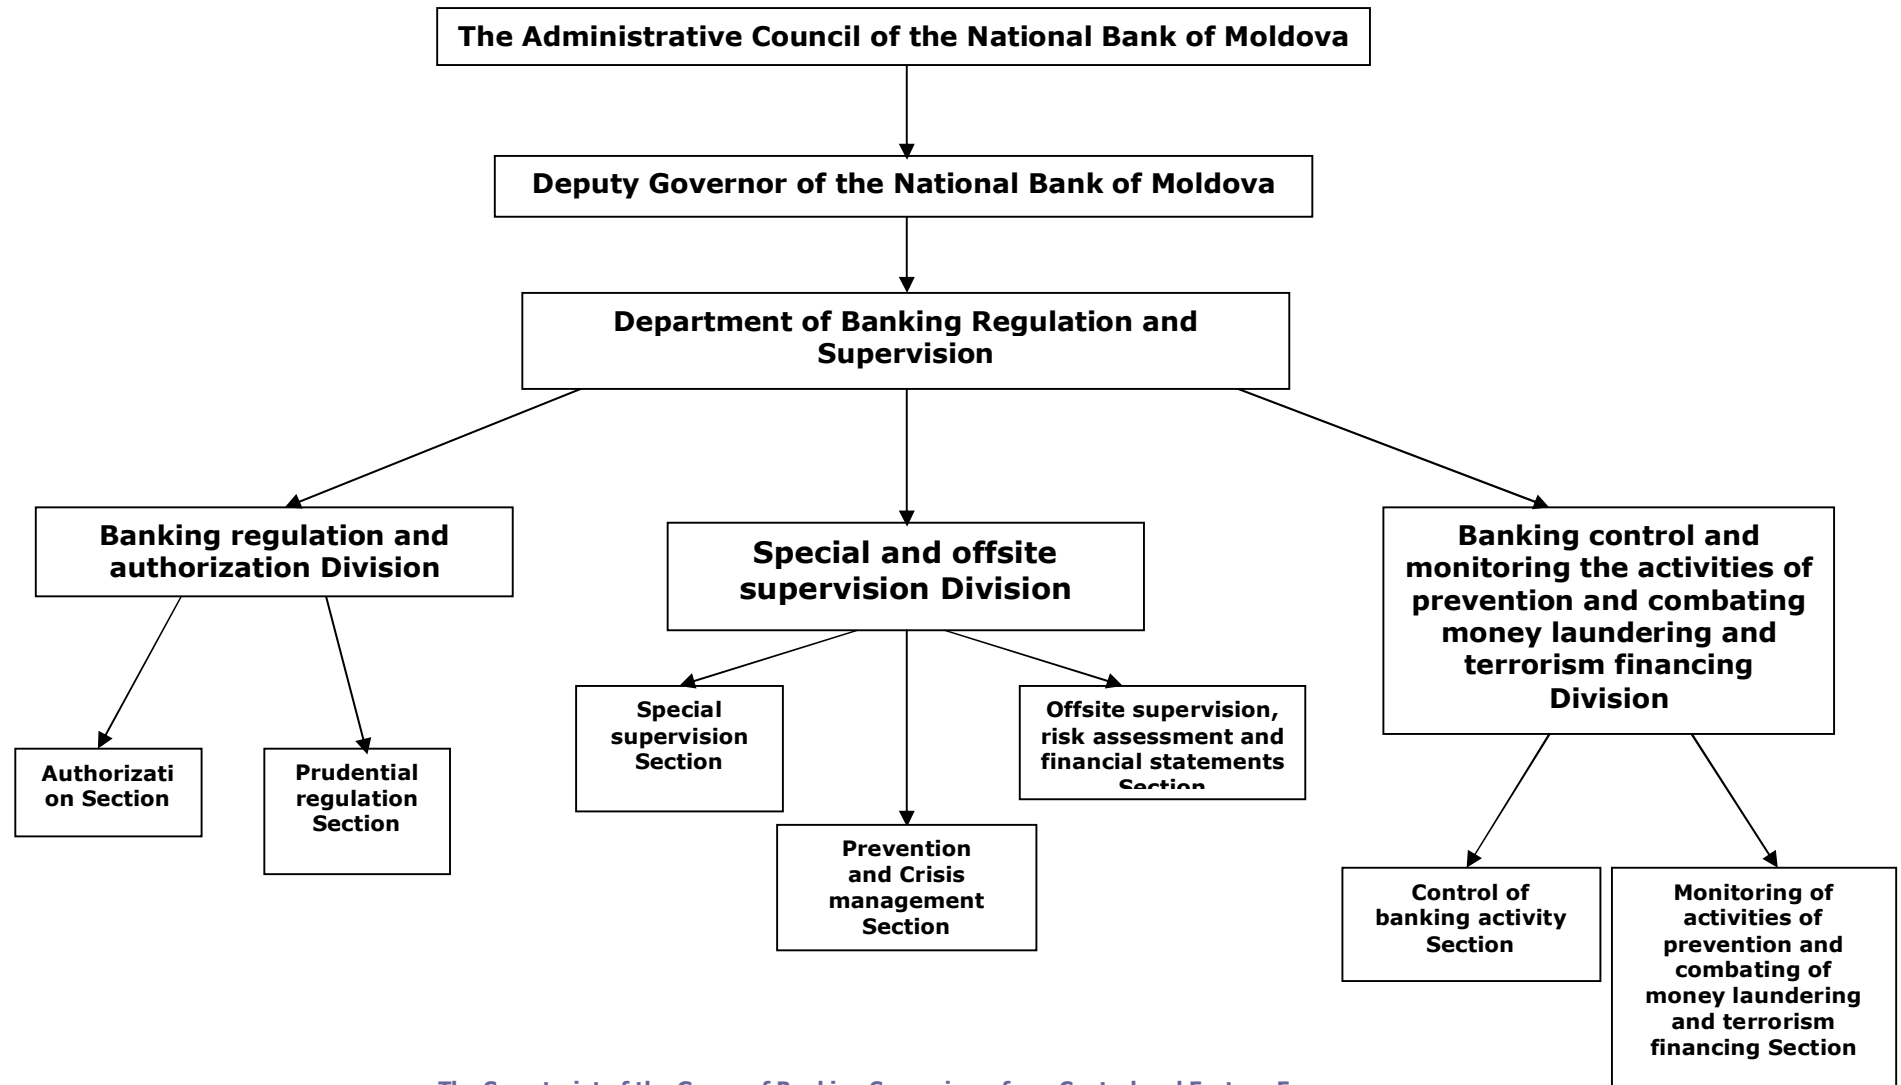 The Administrative Council of the National Bank of Moldova
Deputy Governor of the National Bank of Moldova
Department of Banking Regulation and
Supervision
Banking regulation and
authorization Division
Special and offsite
supervision Division
Banking control and
monitoring the activities of
prevention and combating
money laundering and
terrorism financing
Division
Authorizati
on Section
Prudential
regulation
Section
Special
supervision
Section
Prevention
and Crisis
management
Section
Offsite supervision,
risk assessment and
financial statements
Section
Control of
banking activity
Section
Monitoring of
activities of
prevention and
combating of
money laundering
and terrorism
financing Section